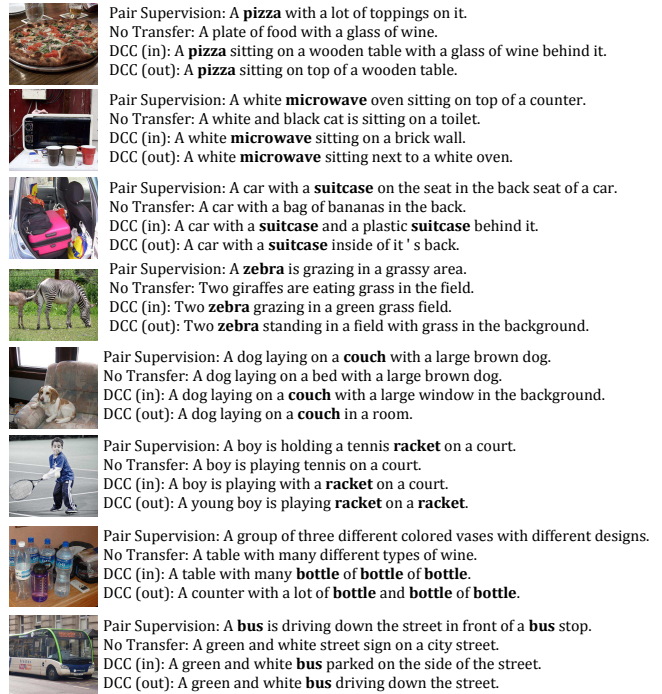 Pair Supervision: A pizza with a lot of toppings on it.
No Transfer: A plate of food with a glass of wine.
DCC (in): A pizza sitting on a wooden table with a glass of wine behind it.
DCC (out): A pizza sitting on top of a wooden table.
Pair Supervision: A white microwave oven sitting on top of a counter.
No Transfer: A white and black cat is sitting on a toilet.
DCC (in): A white microwave sitting on a brick wall.
DCC (out): A white microwave sitting next to a white oven.
Pair Supervision: A car with a suitcase on the seat in the back seat of a car.
No Transfer: A car with a bag of bananas in the back.
DCC (in): A car with a suitcase and a plastic suitcase behind it.
DCC (out): A car with a suitcase inside of it ' s back.
Pair Supervision: A zebra is grazing in a grassy area.
No Transfer: Two giraffes are eating grass in the field.
DCC (in): Two zebra grazing in a green grass field.
DCC (out): Two zebra standing in a field with grass in the background.
Pair Supervision: A dog laying on a couch with a large brown dog.
No Transfer: A dog laying on a bed with a large brown dog.
DCC (in): A dog laying on a couch with a large window in the background.
DCC (out): A dog laying on a couch in a room.
Pair Supervision: A boy is holding a tennis racket on a court.
No Transfer: A boy is playing tennis on a court.
DCC (in): A boy is playing with a racket on a court.
DCC (out): A young boy is playing racket on a racket.
Pair Supervision: A group of three different colored vases with different designs.
No Transfer: A table with many different types of wine.
DCC (in): A table with many bottle of bottle of bottle.
DCC (out): A counter with a lot of bottle and bottle of bottle.
Pair Supervision: A bus is driving down the street in front of a bus stop.
No Transfer: A green and white street sign on a city street.
DCC (in): A green and white bus parked on the side of the street.
DCC (out): A green and white bus driving down the street.